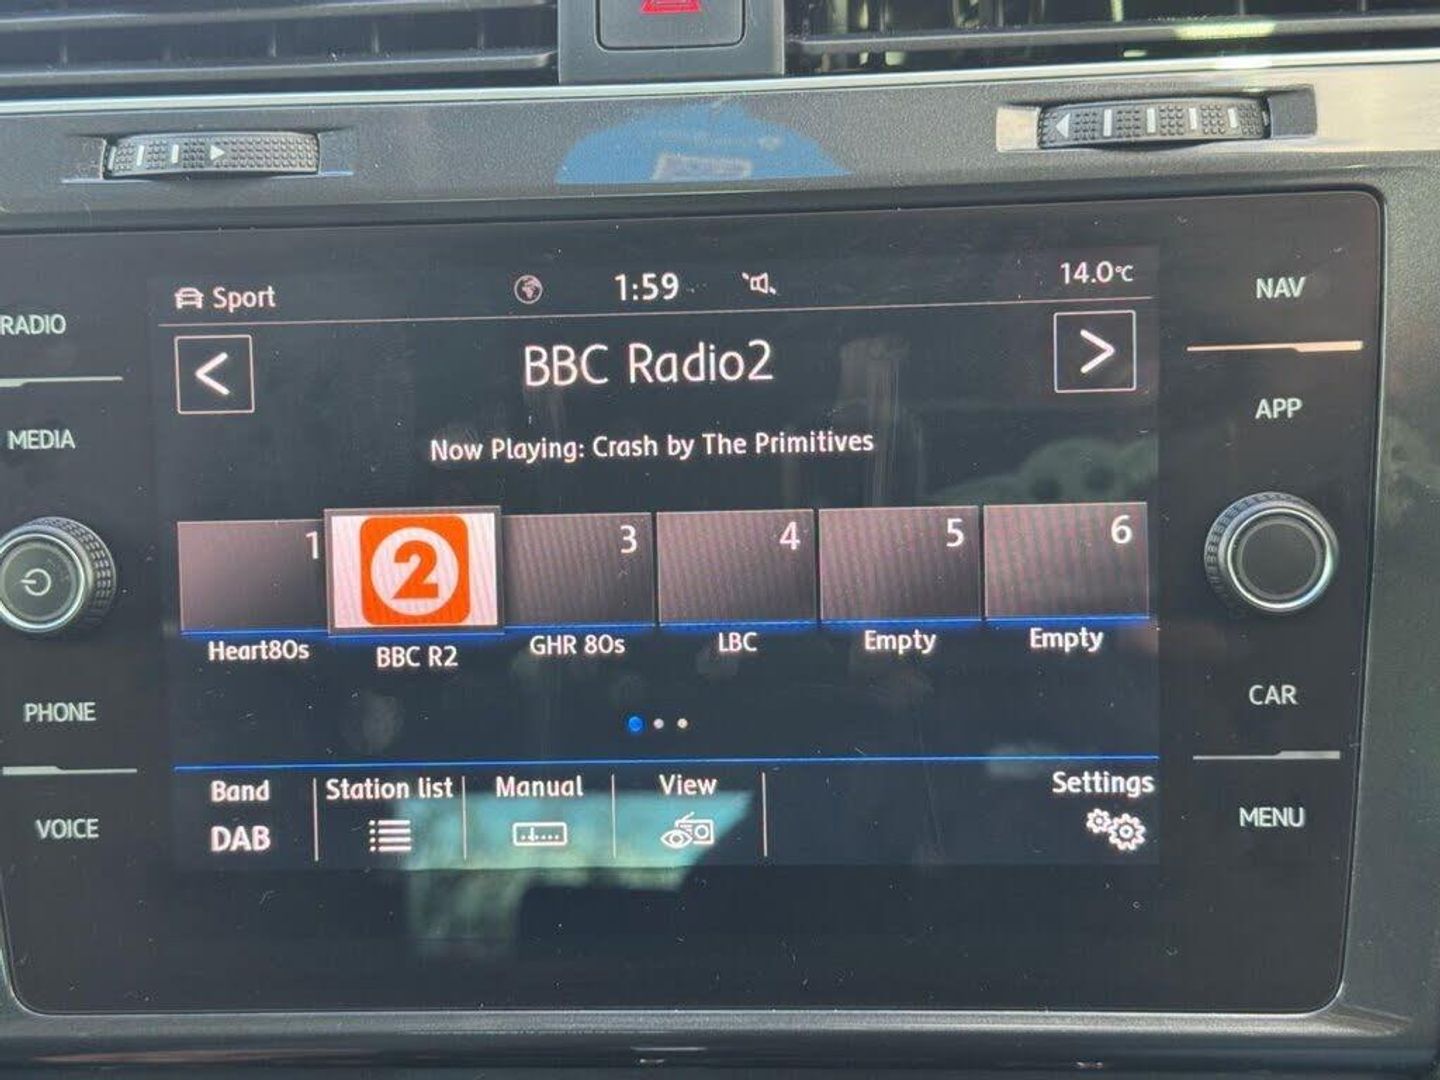 Sport 1:59 14.0°C
NAV
RADIO
BBC Radio2
APP
MEDIA
Now Playing: Crash by The Primitives
1 2 3 4 5 6
Heart80s BBC R2 GHR 80s LBC Empty Empty
PHONE
CAR
Band Station list Manual View Settings
DAB
VOICE
MENU